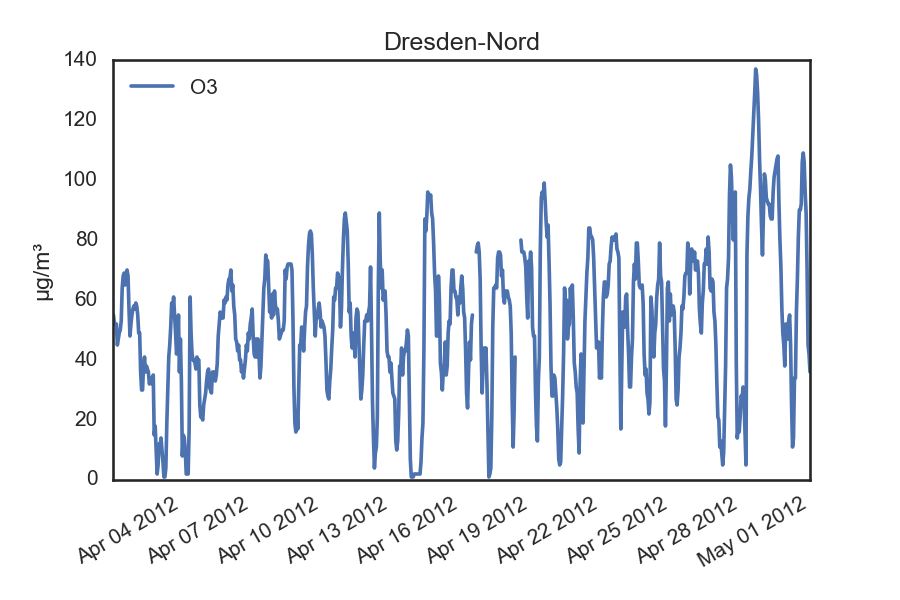 Dresden-Nord
140
120
100
80
60
40
20
0
µg/m³
O3
Apr 04 2012
Apr 07 2012
Apr 10 2012
Apr 13 2012
Apr 16 2012
Apr 19 2012
Apr 22 2012
Apr 25 2012
Apr 28 2012
May 01 2012